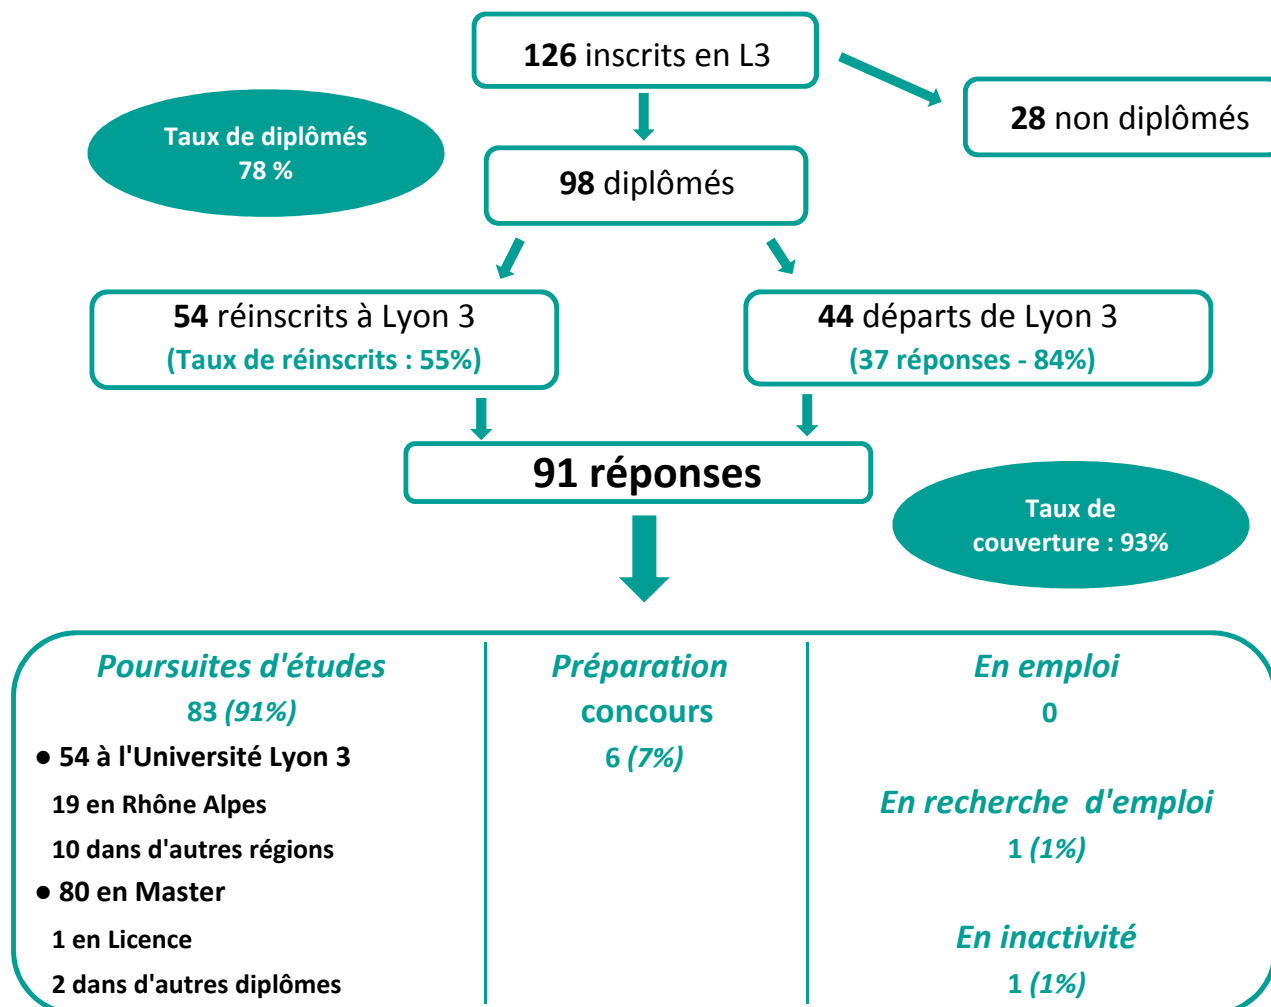 126 inscrits en L3
28 non diplômés
Taux de diplômés
78 %
98 diplômés
54 réinscrits à Lyon 3
(Taux de réinscrits : 55%)
44 départs de Lyon 3
(37 réponses - 84%)
91 réponses
Taux de
couverture : 93%
Poursuites d'études
83 (91%)
● 54 à l'Université Lyon 3
19 en Rhône Alpes
10 dans d'autres régions
● 80 en Master
1 en Licence
2 dans d'autres diplômes
Préparation
concours
6 (7%)
En emploi
0
En recherche d'emploi
1 (1%)
En inactivité
1 (1%)